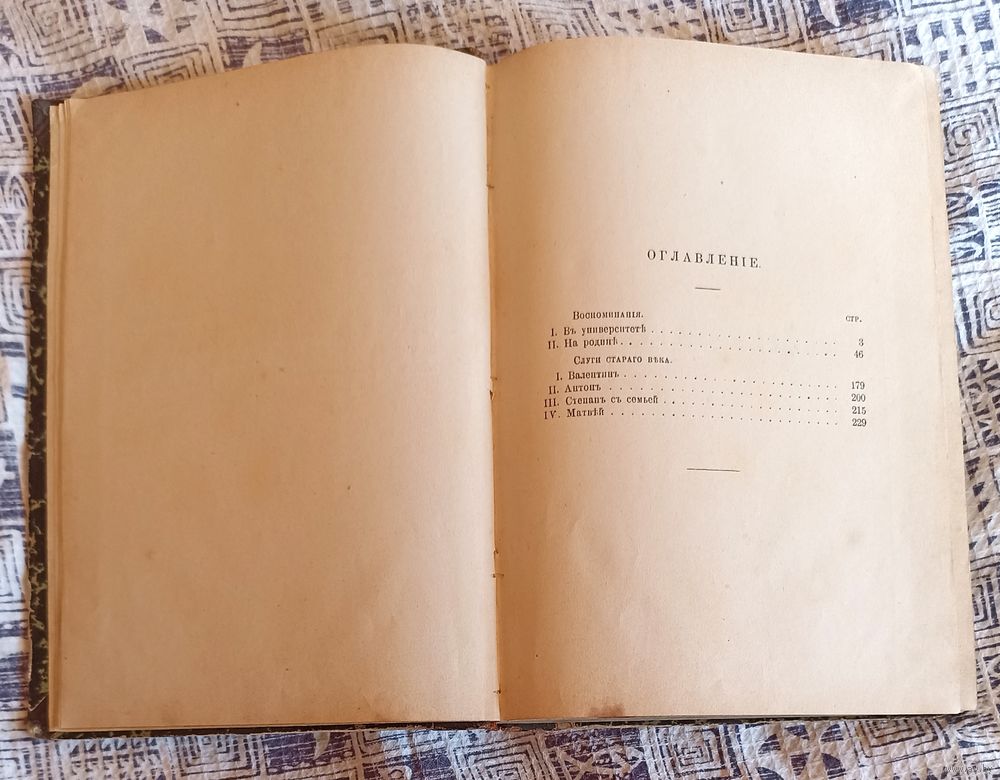 ОГЛАВЛЕНІЕ.
Воспоминанія.
СТР.
I. Въ университетѣ . . . . . . . . . . . . . . . . 3
II. На родинѣ. . . . . . . . . . . . . . . . . . 46
Слуги стараго вѣка.
I. Валентинъ . . . . . . . . . . . . . . . . . . 179
II. Антонъ . . . . . . . . . . . . . . . . . . . 200
III. Степанъ съ семьей . . . . . . . . . . . . . . 215
IV. Матвѣй . . . . . . . . . . . . . . . . . . . 229